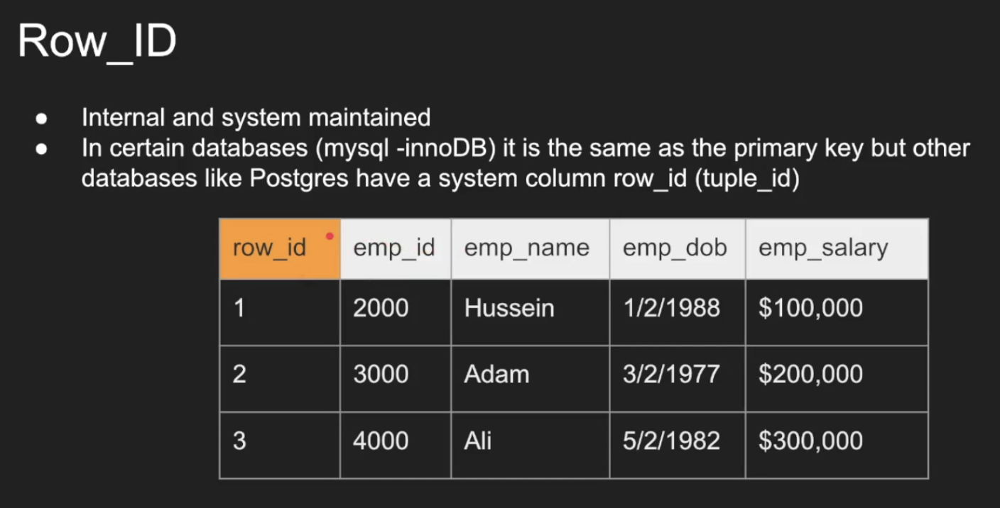 Row_ID
● Internal and system maintained
● In certain databases (mysql -innoDB) it is the same as the primary key but other
databases like Postgres have a system column row_id (tuple_id)
row_id emp_id emp_name emp_dob emp_salary
1 2000 Hussein 1/2/1988 $100,000
2 3000 Adam 3/2/1977 $200,000
3 4000 Ali 5/2/1982 $300,000